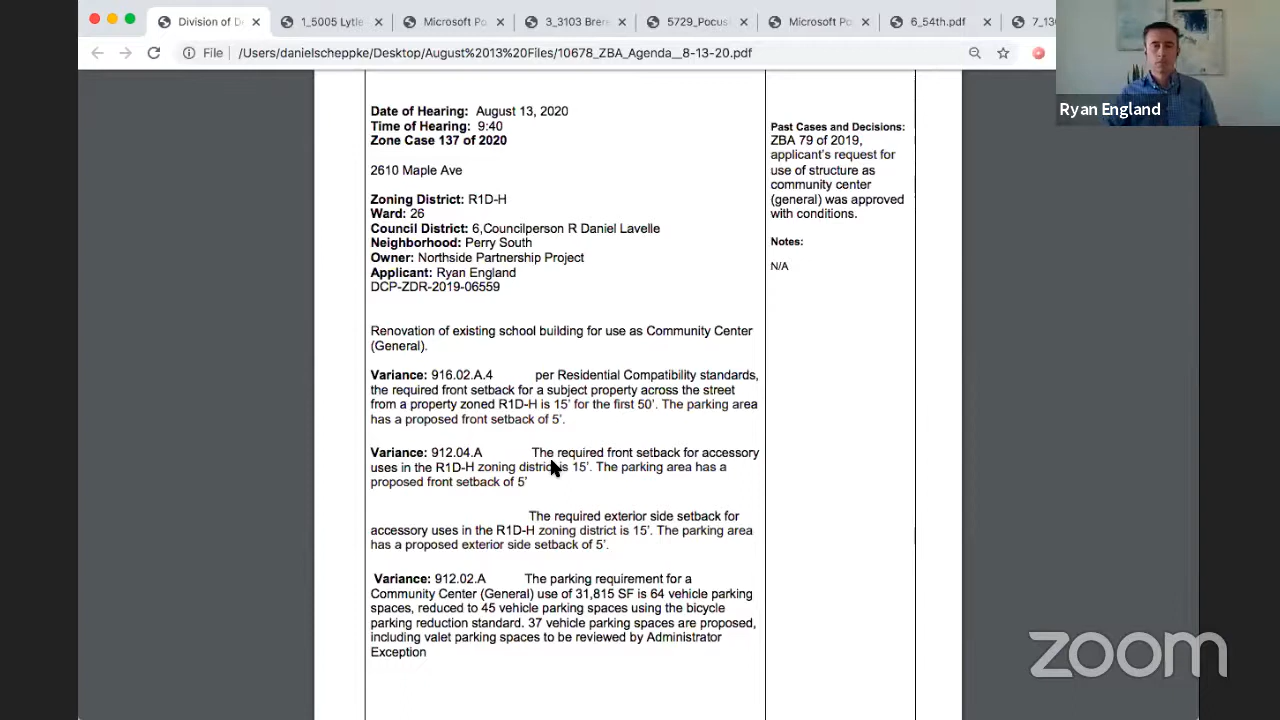 Division of De
1_5005 Lytle
Microsoft Po
3_3103 Brere
5729_Pocus
Microsoft Po
6_54th.pdf
File
/Users/danielscheppke/Desktop/August%2013%20Files/10678_ZBA_Agenda__8-13-20.pdf
Ryan England
Date of Hearing: August 13, 2020
Time of Hearing: 9:40
Zone Case 137 of 2020
2610 Maple Ave
Zoning District: R1D-H
Ward: 26
Council District: 6,Councilperson R Daniel Lavelle
Neighborhood: Perry South
Owner: Northside Partnership Project
Applicant: Ryan England
DCP-ZDR-2019-06559
Renovation of existing school building for use as Community Center
(General).
Variance: 916.02.A.4 per Residential Compatibility standards,
the required front setback for a subject property across the street
from a property zoned R1D-H is 15' for the first 50'. The parking area
has a proposed front setback of 5'.
Variance: 912.04.A The required front setback for accessory
uses in the R1D-H zoning district is 15'. The parking area has a
proposed front setback of 5'
The required exterior side setback for
accessory uses in the R1D-H zoning district is 15'. The parking area
has a proposed exterior side setback of 5'.
Variance: 912.02.A The parking requirement for a
Community Center (General) use of 31,815 SF is 64 vehicle parking
spaces, reduced to 45 vehicle parking spaces using the bicycle
parking reduction standard. 37 vehicle parking spaces are proposed,
including valet parking spaces to be reviewed by Administrator
Exception
Past Cases and Decisions:
ZBA 79 of 2019,
applicant's request for
use of structure as
community center
(general) was approved
with conditions.
Notes:
N/A
zoom